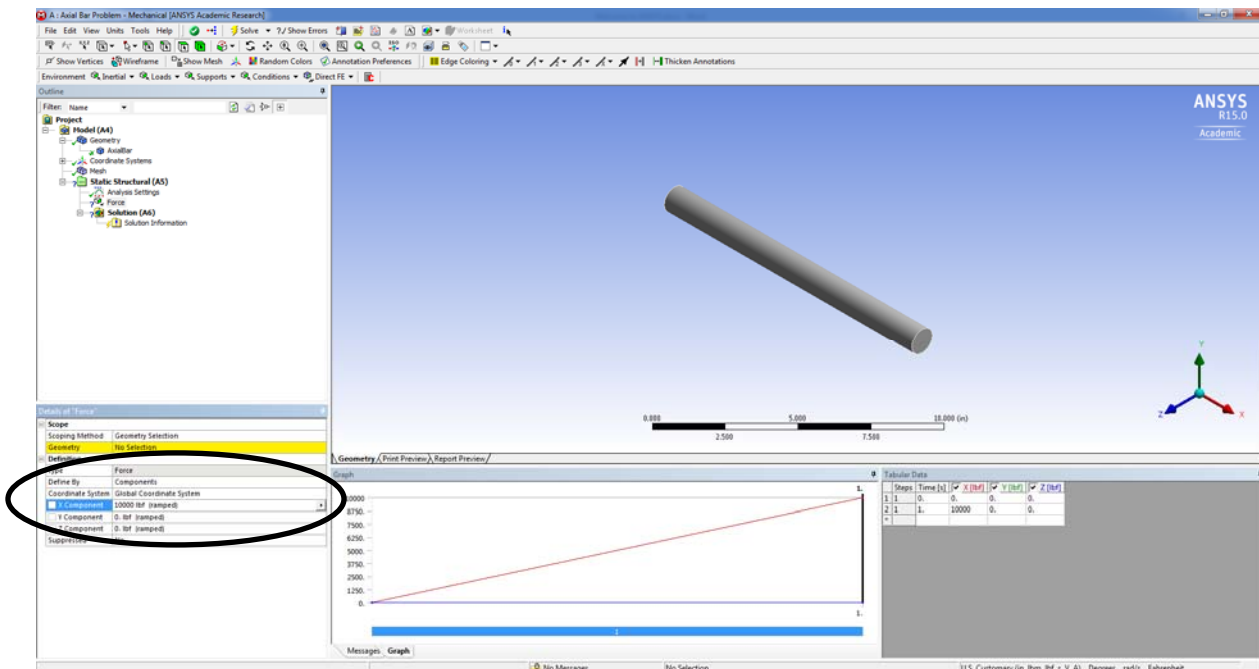 A : Axial Bar Problem - Mechanical [ANSYS Academic Research]
File Edit View Units Tools Help Solve ?/Show Errors Worksheet
Show Vertices Wireframe Show Mesh Random Colors Annotation Preferences Edge Coloring Thicken Annotations
Environment Inertial Loads Supports Conditions Direct FE
Outline
Filter: Name
Project
Model (A4)
Geometry
AxialBar
Coordinate Systems
Mesh
Static Structural (A5)
Analysis Settings
Force
Solution (A6)
Solution Information
ANSYS
R15.0
Academic
Y
Z X
0.000 5.000 10.000 (in)
2.500 7.500
Details of "Force"
Scope
Scoping Method Geometry Selection
Geometry No Selection
Definition
Type Force
Define By Components
Coordinate System Global Coordinate System
X Component 10000 lbf (ramped)
Y Component 0. lbf (ramped)
Z Component 0. lbf (ramped)
Suppressed No
Geometry Print Preview Report Preview
Graph
1.
10000
8750.
7500.
6250.
5000.
3750.
2500.
1250.
0.
1.
1
Messages Graph
Tabular Data
Steps Time [s] X [lbf] Y [lbf] Z [lbf]
1 1 0. 0. 0. 0.
2 1 1. 10000 0. 0.
*
No Messages No Selection U.S. Customary (in, lbm, lbf, s, V, A) Degrees rad/s Fahrenheit